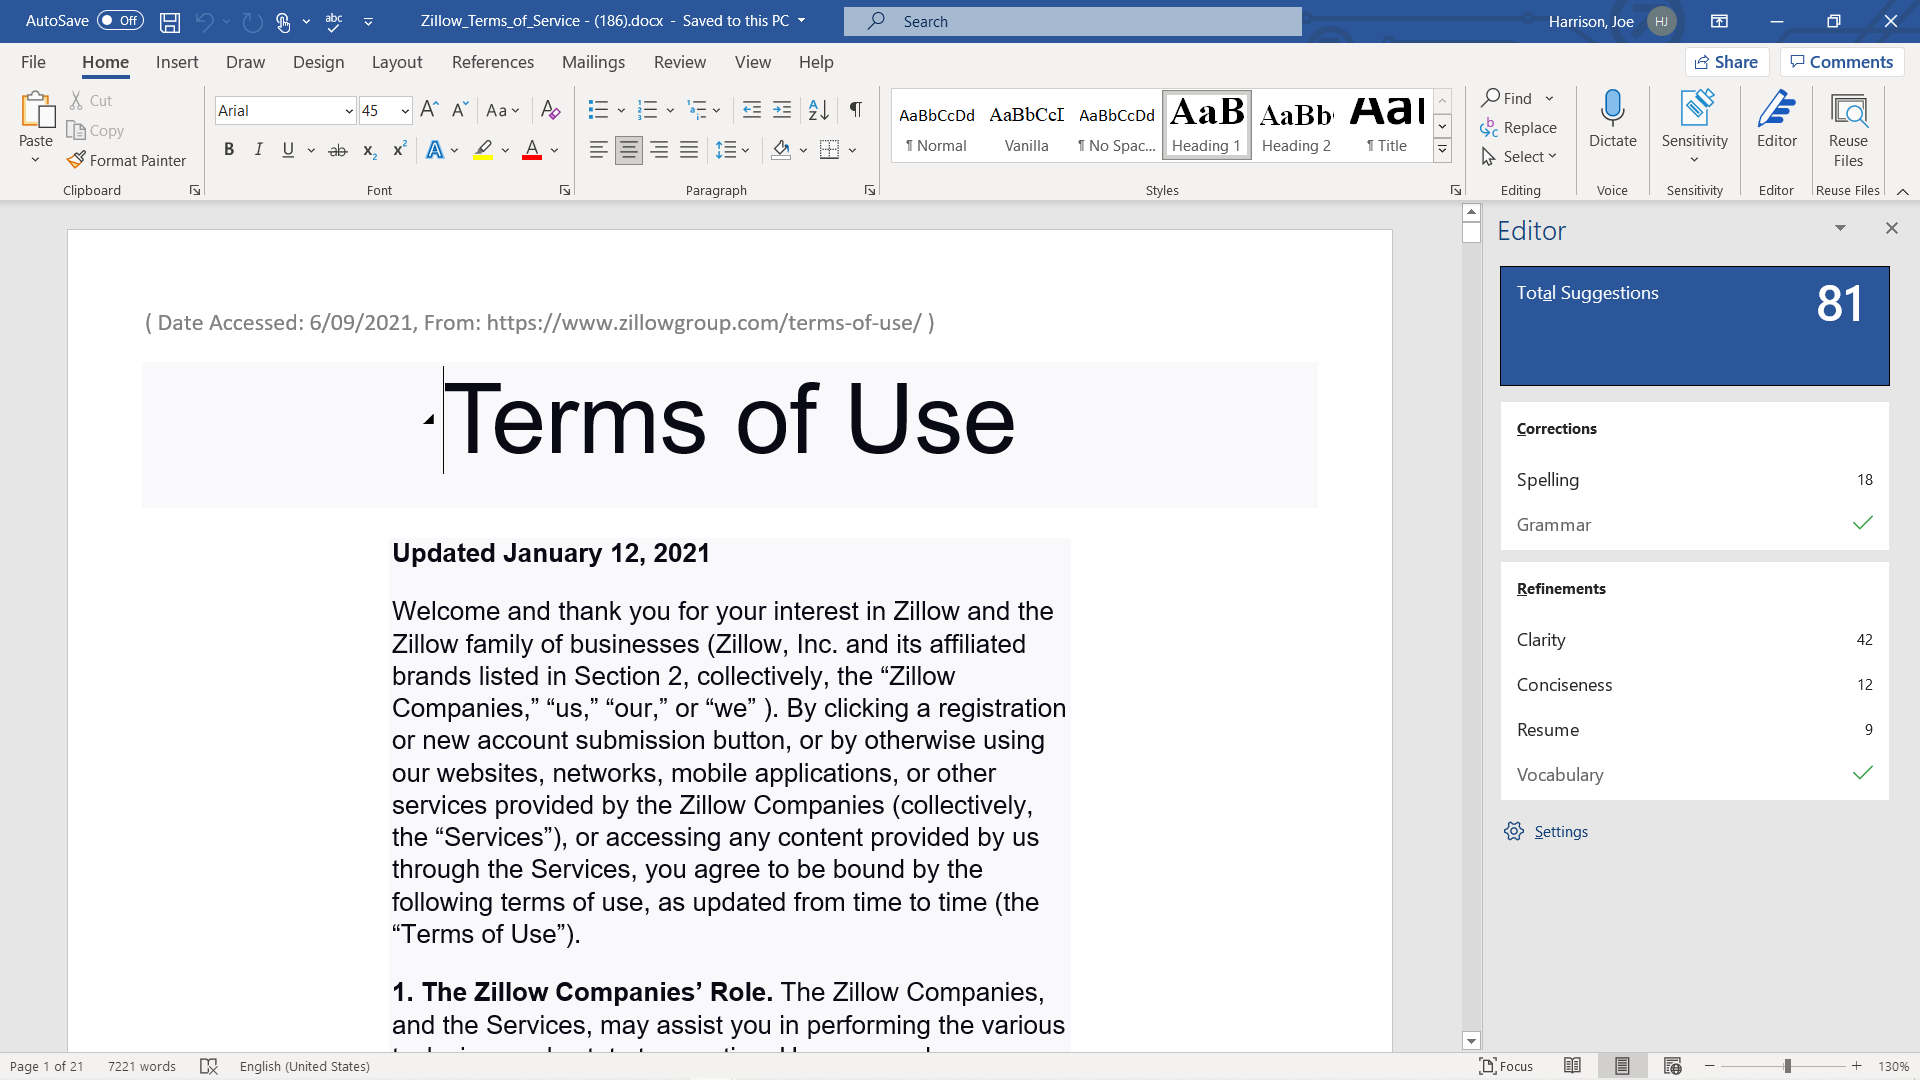 AutoSave Off Zillow_Terms_of_Service - (186).docx - Saved to this PC Search Harrison, Joe HJ
File Home Insert Draw Design Layout References Mailings Review View Help Share Comments
Paste Cut Copy Format Painter
Clipboard
Arial 45
Font
Paragraph
AaBbCcDd AaBbCcI AaBbCcDd AaB AaBb
¶ Normal Vanilla ¶ No Spac... Heading 1 Heading 2 ¶ Title
Styles
Find
Replace
Select
Editing
Dictate
Voice
Sensitivity
Sensitivity
Editor
Editor
Reuse
Files
Reuse Files
( Date Accessed: 6/09/2021, From: https://www.zillowgroup.com/terms-of-use/ )
Terms of Use
Updated January 12, 2021
Welcome and thank you for your interest in Zillow and the
Zillow family of businesses (Zillow, Inc. and its affiliated
brands listed in Section 2, collectively, the “Zillow
Companies,” “us,” “our,” or “we” ). By clicking a registration
or new account submission button, or by otherwise using
our websites, networks, mobile applications, or other
services provided by the Zillow Companies (collectively,
the “Services”), or accessing any content provided by us
through the Services, you agree to be bound by the
following terms of use, as updated from time to time (the
“Terms of Use”).
1. The Zillow Companies’ Role. The Zillow Companies,
and the Services, may assist you in performing the various
Editor
Total Suggestions 81
Corrections
Spelling 18
Grammar
Refinements
Clarity 42
Conciseness 12
Resume 9
Vocabulary
Settings
Page 1 of 21 7221 words English (United States) Focus 130%